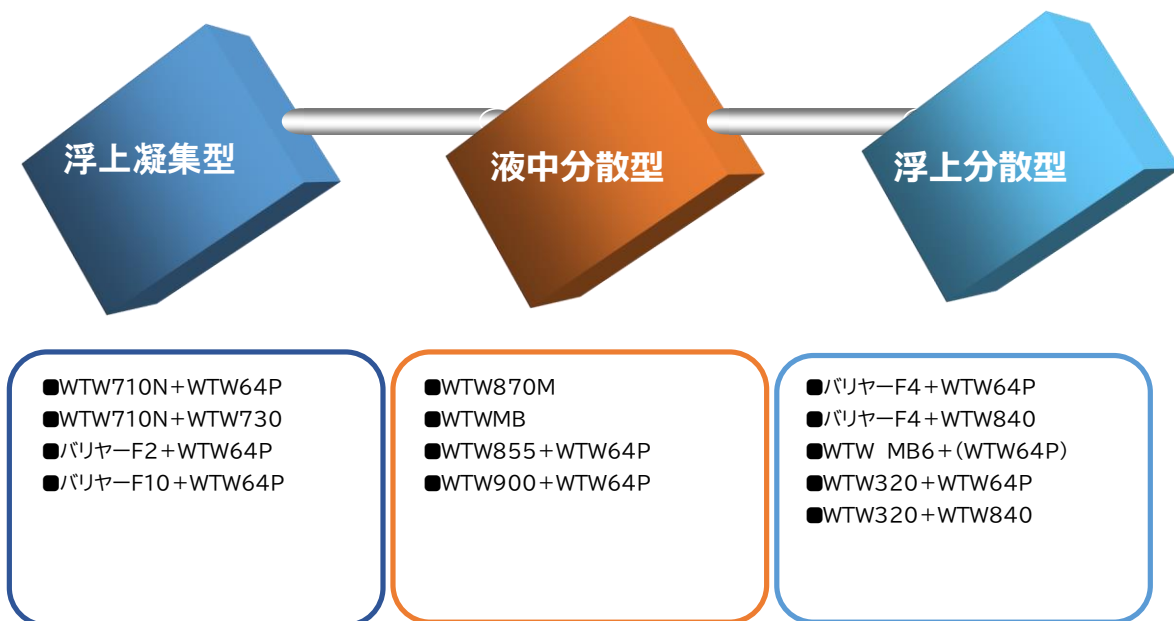 浮上凝集型
液中分散型
浮上分散型
■WTW710N+WTW64P
■WTW710N+WTW730
■バリヤーF2+WTW64P
■バリヤーF10+WTW64P
■WTW870M
■WTWMB
■WTW855+WTW64P
■WTW900+WTW64P
■バリヤーF4+WTW64P
■バリヤーF4+WTW840
■WTW MB6+(WTW64P)
■WTW320+WTW64P
■WTW320+WTW840